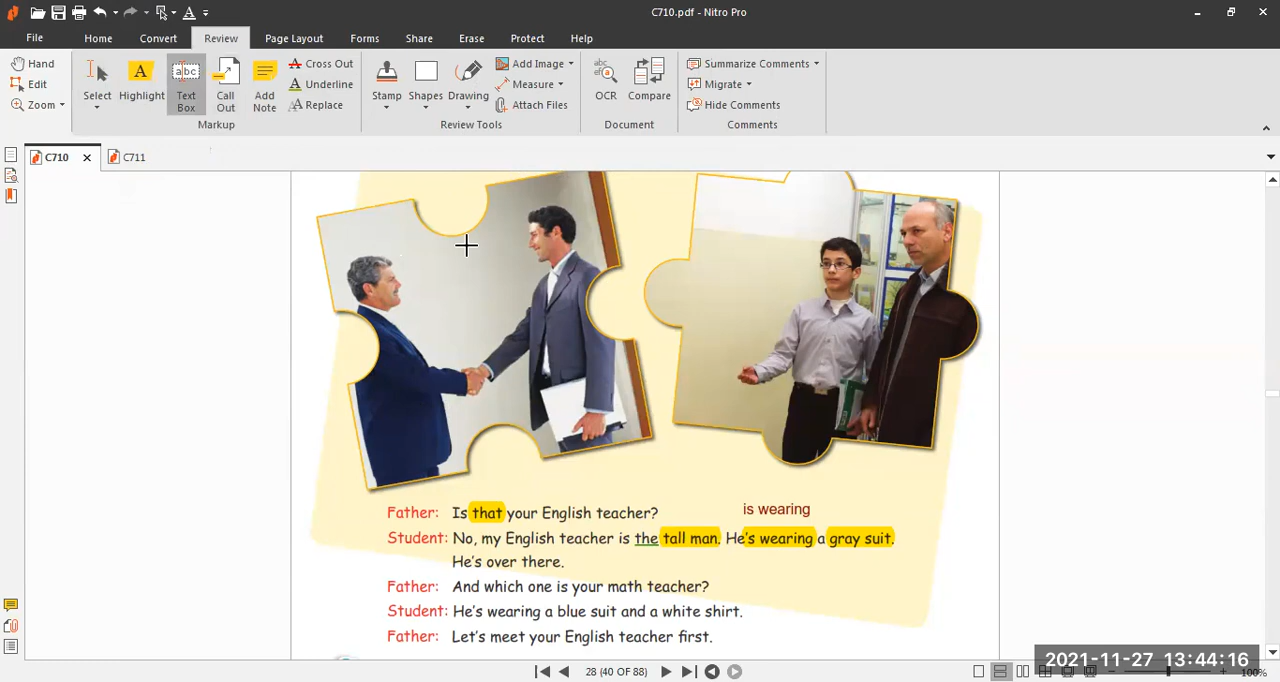 C710.pdf - Nitro Pro
File Home Convert Review Page Layout Forms Share Erase Protect Help
Hand
Edit
Zoom
Select
Highlight
Text Box
Call Out
Add Note
Cross Out
Underline
Replace
Markup
Stamp
Shapes
Drawing
Add Image
Measure
Attach Files
Review Tools
OCR
Compare
Document
Summarize Comments
Migrate
Hide Comments
Comments
C710
C711
is wearing
Father: Is that your English teacher?
Student: No, my English teacher is the tall man. He's wearing a gray suit.
He's over there.
Father: And which one is your math teacher?
Student: He's wearing a blue suit and a white shirt.
Father: Let's meet your English teacher first.
28 (40 OF 88)
2021-11-27 13:44:16
100%